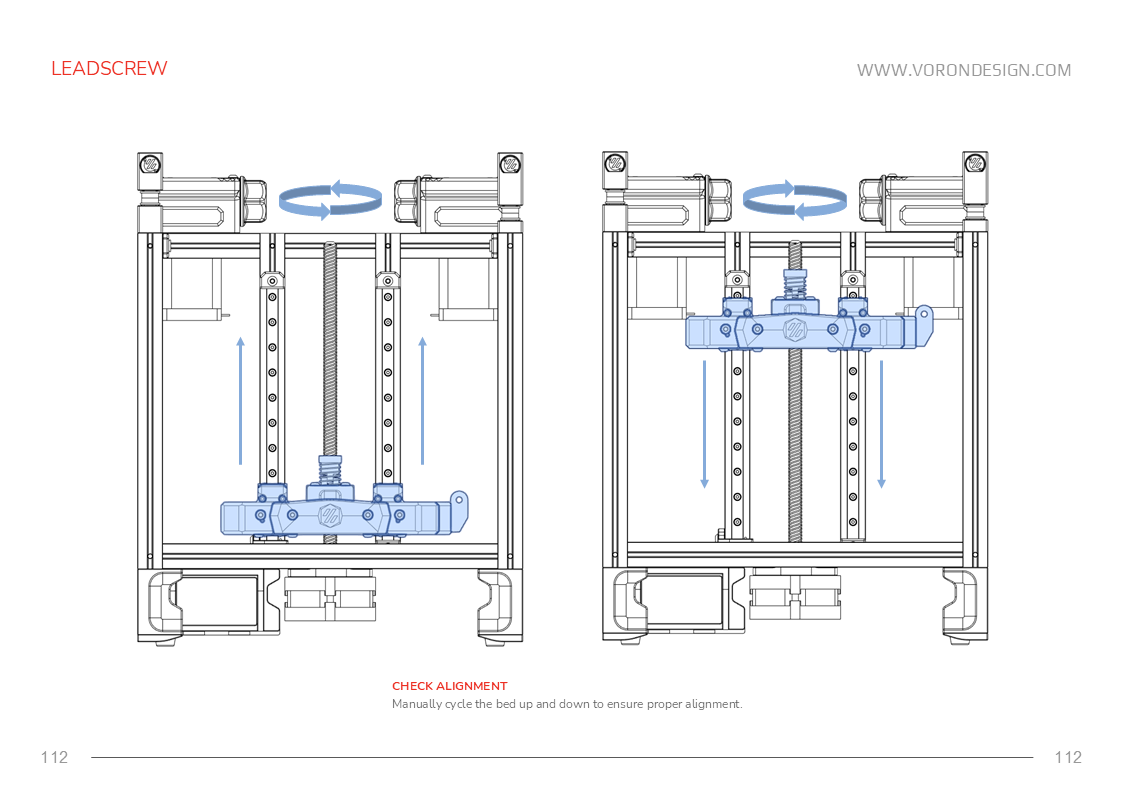 LEADSCREW
WWW.VORONDESIGN.COM
CHECK ALIGNMENT
Manually cycle the bed up and down to ensure proper alignment.
112
112